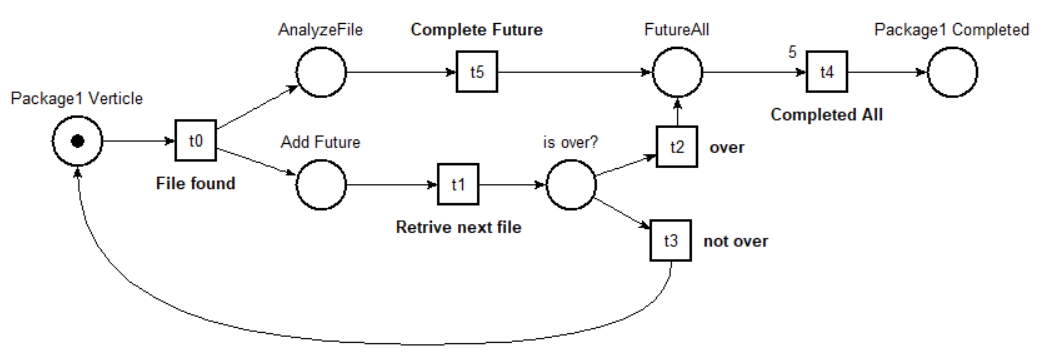 AnalyzeFile
Complete Future
FutureAll
Package1 Completed
5
t5
t4
Package1 Verticle
Completed All
t0
Add Future
is over?
t2
over
File found
t1
Retrive next file
t3
not over